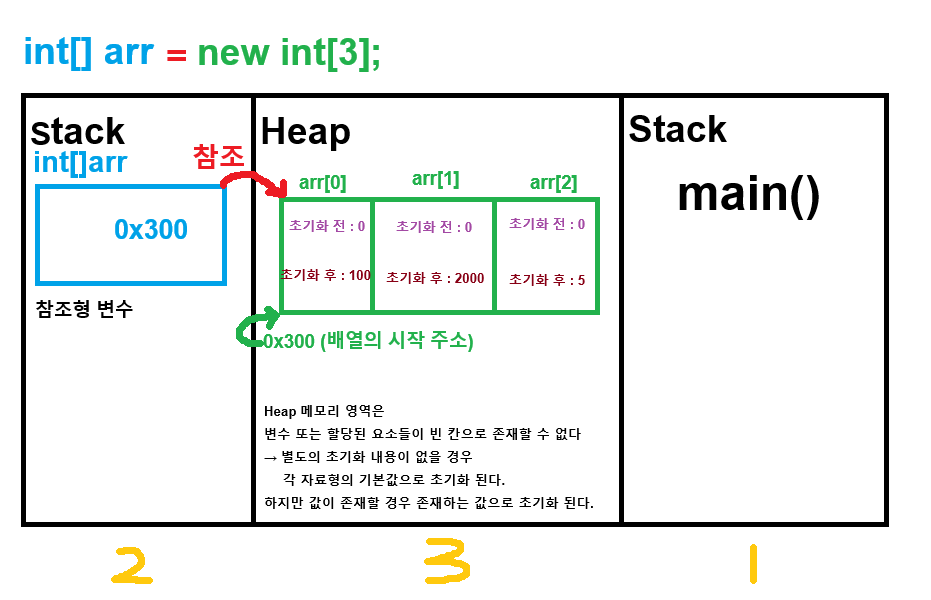 int[] arr = new int[3];
Stack
int[]arr
참조
0x300
참조형 변수
Heap
arr[0] arr[1] arr[2]
초기화 전 : 0 초기화 전 : 0 초기화 전 : 0
초기화 후 : 100 초기화 후 : 2000 초기화 후 : 5
0x300 (배열의 시작 주소)
Heap 메모리 영역은
변수 또는 할당된 요소들이 빈 칸으로 존재할 수 없다
→ 별도의 초기화 내용이 없을 경우
각 자료형의 기본값으로 초기화 된다.
하지만 값이 존재할 경우 존재하는 값으로 초기화 된다.
Stack
main()
2 3 1